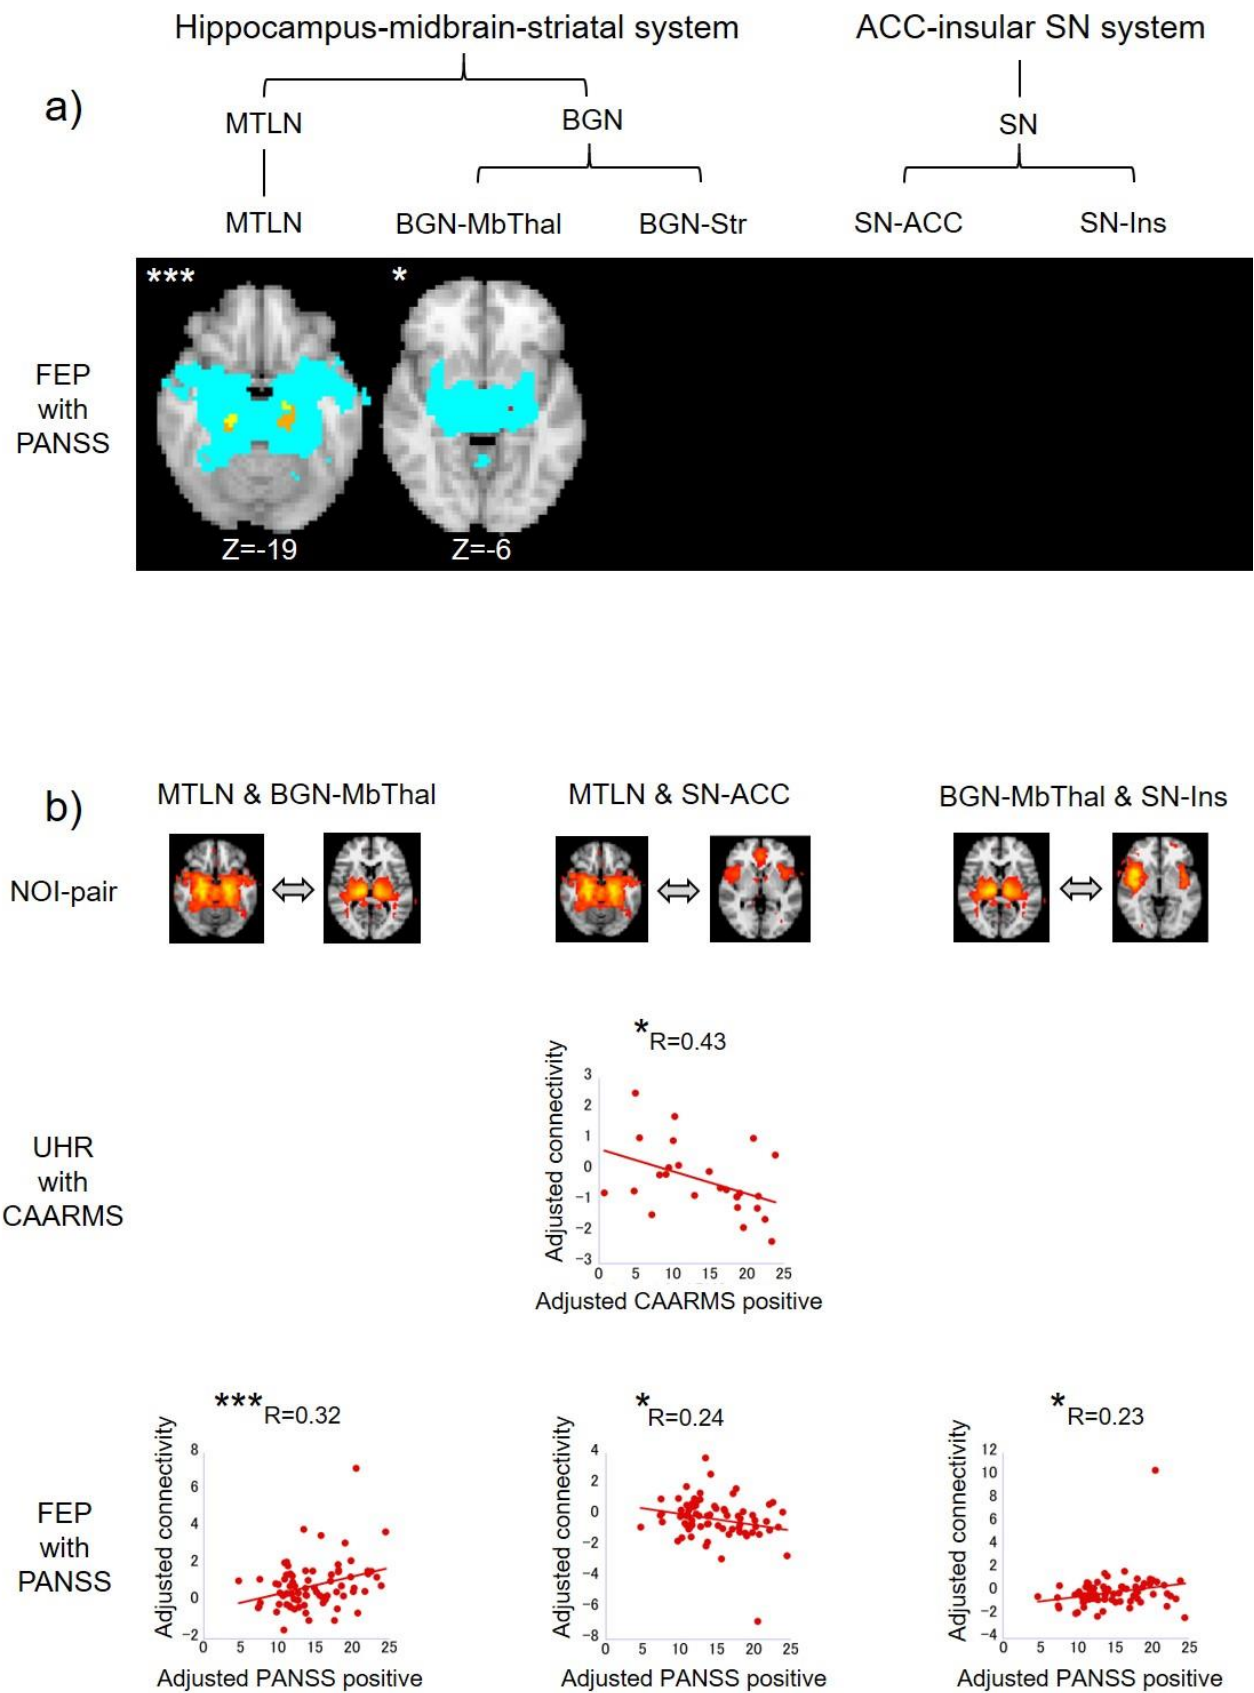 Hippocampus-midbrain-striatal system
ACC-insular SN system
a)
MTLN
BGN
SN
MTLN
BGN-MbThal
BGN-Str
SN-ACC
SN-Ins
***
*
FEP
with
PANSS
Z=-19
Z=-6
b)
MTLN & BGN-MbThal
MTLN & SN-ACC
BGN-MbThal & SN-Ins
NOI-pair
UHR
with
CAARMS
*R=0.43
Adjusted connectivity
3
2
1
0
-1
-2
-3
0 5 10 15 20 25
Adjusted CAARMS positive
FEP
with
PANSS
***R=0.32
Adjusted connectivity
8
6
4
2
0
-2
0 5 10 15 20 25
Adjusted PANSS positive
*R=0.24
Adjusted connectivity
4
2
0
-2
-4
-6
-8
0 5 10 15 20 25
Adjusted PANSS positive
*R=0.23
Adjusted connectivity
12
10
8
6
4
2
0
-2
-4
0 5 10 15 20 25
Adjusted PANSS positive